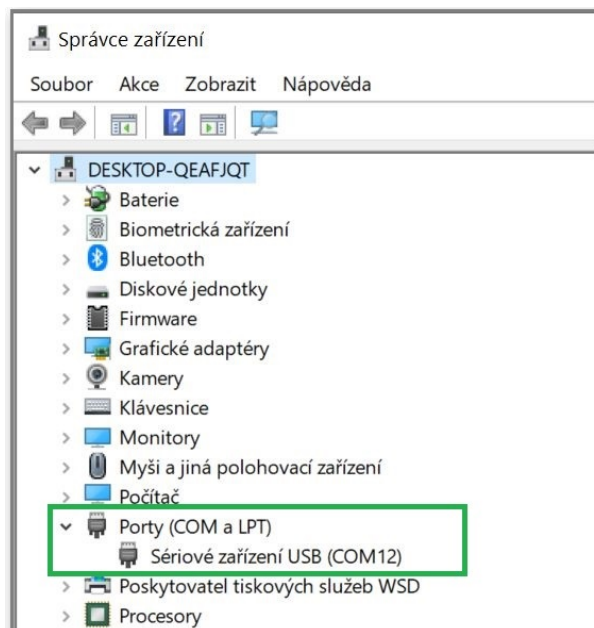 Správce zařízení
Soubor Akce Zobrazit Nápověda
DESKTOP-QEAFJQT
Baterie
Biometrická zařízení
Bluetooth
Diskové jednotky
Firmware
Grafické adaptéry
Kamery
Klávesnice
Monitory
Myši a jiná polohovací zařízení
Počítač
Porty (COM a LPT)
Sériové zařízení USB (COM12)
Poskytovatel tiskových služeb WSD
Procesory